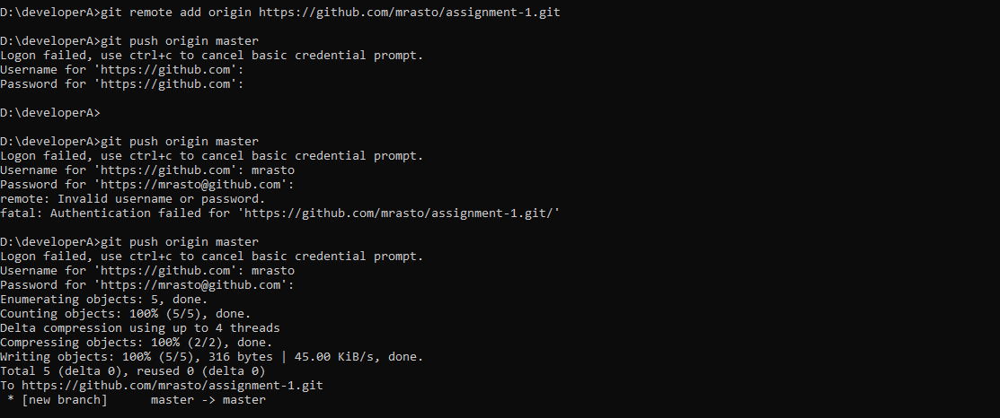 D:\developerA>git remote add origin https://github.com/mrasto/assignment-1.git
D:\developerA>git push origin master
Logon failed, use ctrl+c to cancel basic credential prompt.
Username for 'https://github.com':
Password for 'https://github.com':
D:\developerA>
D:\developerA>git push origin master
Logon failed, use ctrl+c to cancel basic credential prompt.
Username for 'https://github.com': mrasto
Password for 'https://mrasto@github.com':
remote: Invalid username or password.
fatal: Authentication failed for 'https://github.com/mrasto/assignment-1.git/'
D:\developerA>git push origin master
Logon failed, use ctrl+c to cancel basic credential prompt.
Username for 'https://github.com': mrasto
Password for 'https://mrasto@github.com':
Enumerating objects: 5, done.
Counting objects: 100% (5/5), done.
Delta compression using up to 4 threads
Compressing objects: 100% (2/2), done.
Writing objects: 100% (5/5), 316 bytes | 45.00 KiB/s, done.
Total 5 (delta 0), reused 0 (delta 0)
To https://github.com/mrasto/assignment-1.git
 * [new branch]      master -> master